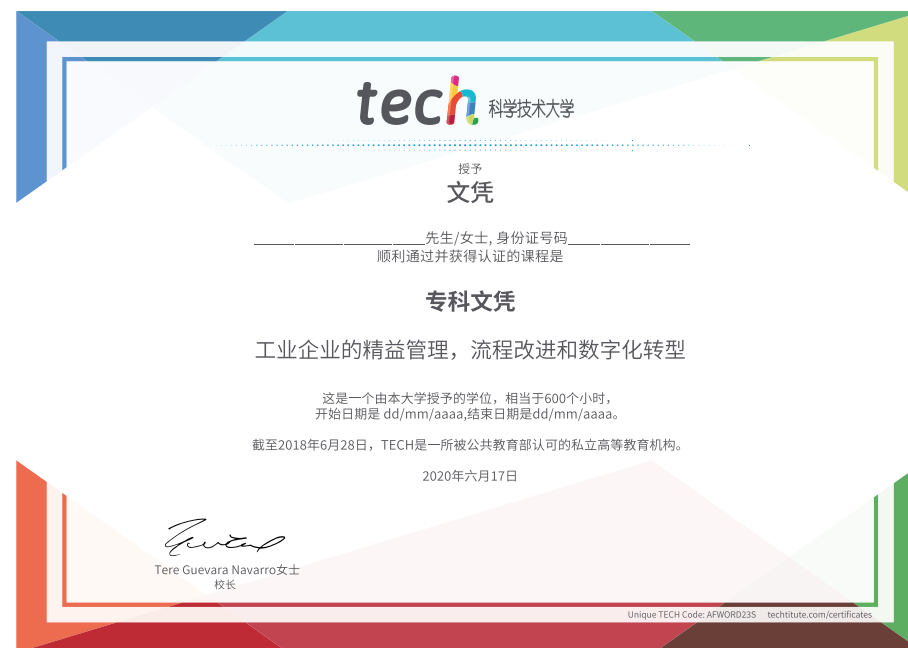 tech 科学技术大学
授予
文凭
____________________先生/女士, 身份证号码______________
顺利通过并获得认证的课程是
专科文凭
工业企业的精益管理，流程改进和数字化转型
这是一个由本大学授予的学位，相当于600个小时，
开始日期是 dd/mm/aaaa,结束日期是dd/mm/aaaa。
截至2018年6月28日，TECH是一所被公共教育部认可的私立高等教育机构。
2020年六月17日
Tere Guevara Navarro女士
校长
Unique TECH Code: AFWORD23S techtitute.com/certificates